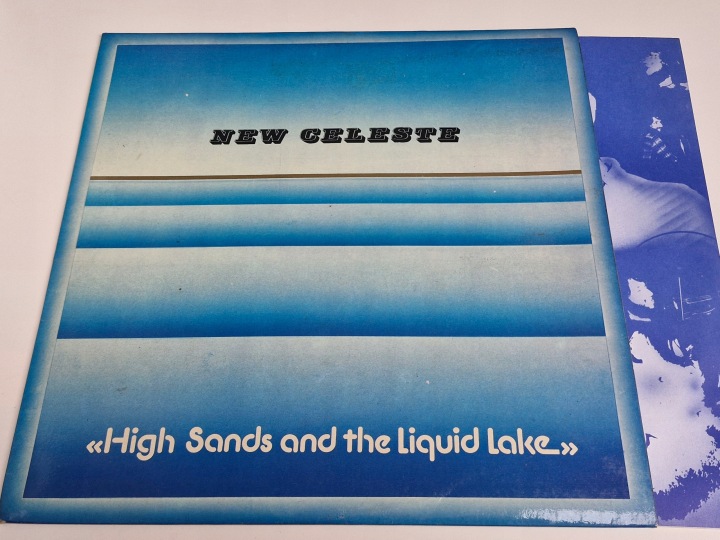 NEW CELESTE
«High Sands and the Liquid Lake»